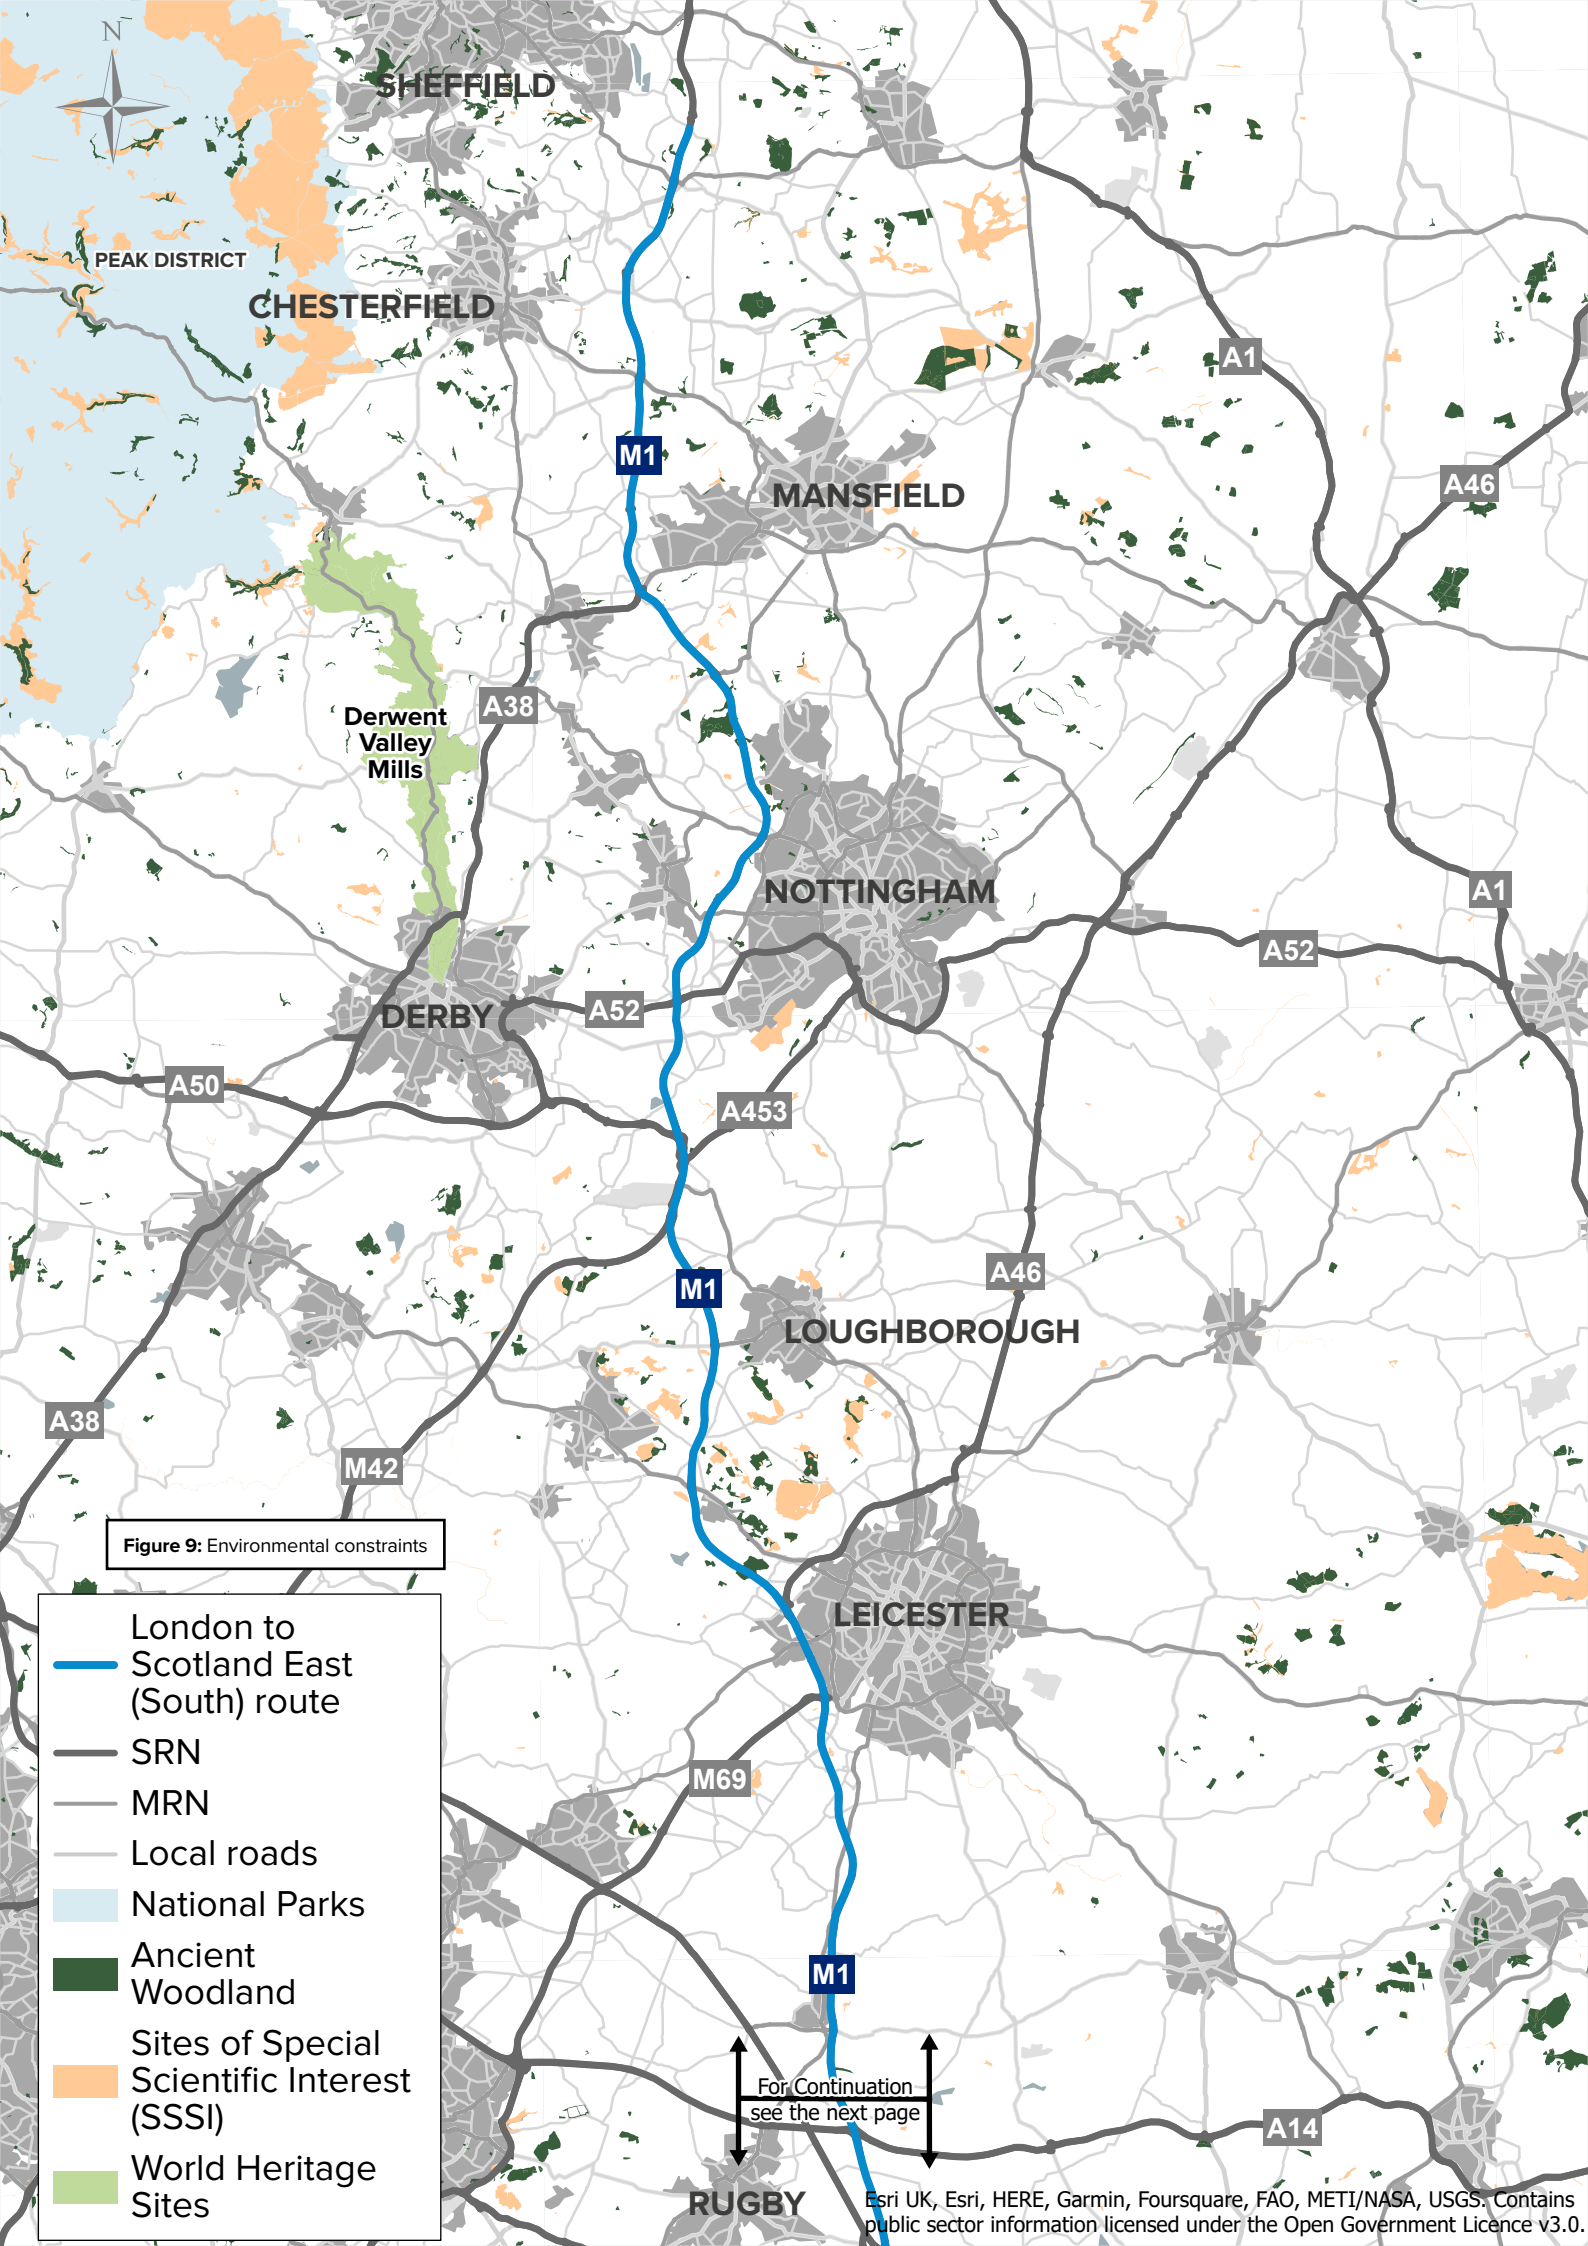 N
SHEFFIELD
PEAK DISTRICT
CHESTERFIELD
A1
M1
MANSFIELD
A46
A38
Derwent
Valley
Mills
NOTTINGHAM
A1
A52
A52
DERBY
A50
A453
A46
M1
LOUGHBOROUGH
A38
M42
Figure 9: Environmental constraints
LEICESTER
London to
Scotland East
(South) route
SRN
MRN
Local roads
National Parks
Ancient
Woodland
Sites of Special
Scientific Interest
(SSSI)
World Heritage
Sites
M69
M1
For Continuation
see the next page
A14
RUGBY
Esri UK, Esri, HERE, Garmin, Foursquare, FAO, METI/NASA, USGS. Contains
public sector information licensed under the Open Government Licence v3.0.